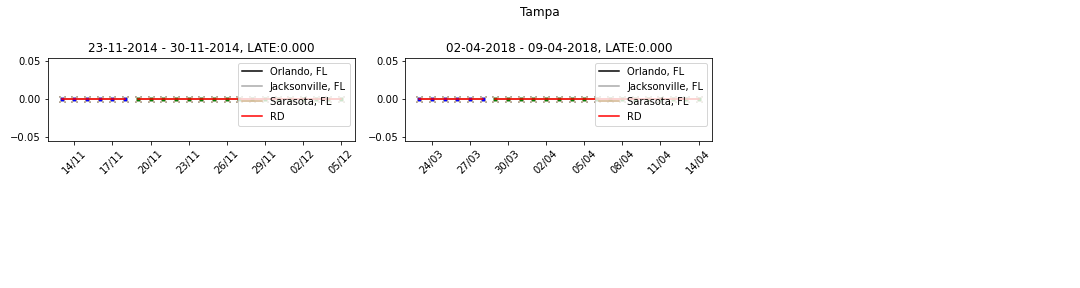 Tampa
23-11-2014 - 30-11-2014, LATE:0.000
0.05
0.00
−0.05
Orlando, FL
Jacksonville, FL
Sarasota, FL
RD
14/11 17/11 20/11 23/11 26/11 29/11 02/12 05/12
02-04-2018 - 09-04-2018, LATE:0.000
0.05
0.00
−0.05
Orlando, FL
Jacksonville, FL
Sarasota, FL
RD
24/03 27/03 30/03 02/04 05/04 08/04 11/04 14/04